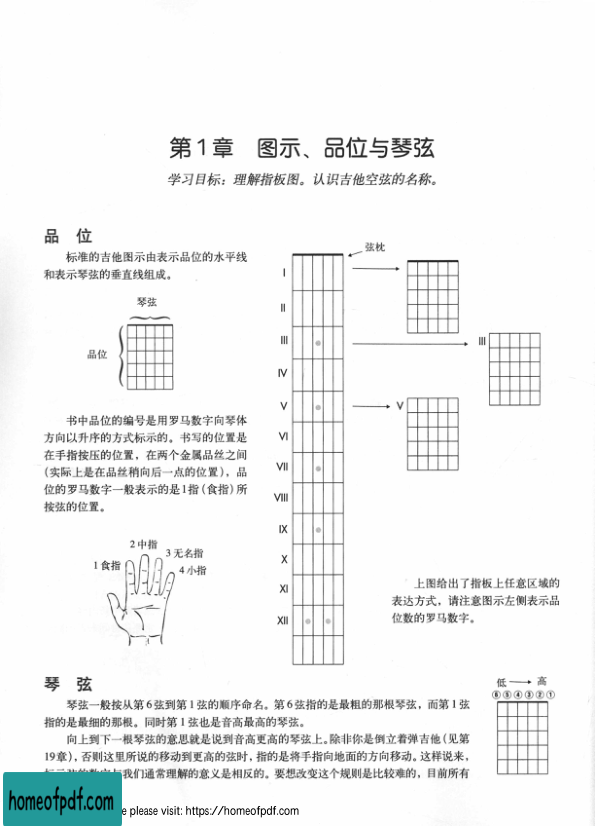 第1章 图示、品位与琴弦
学习目标：理解指板图。认识吉他空弦的名称。
品 位
标准的吉他图示由表示品位的水平线
和表示琴弦的垂直线组成。
琴弦
品位
书中品位的编号是用罗马数字向琴体
方向以升序的方式标示的。书写的位置是
在手指按压的位置，在两个金属品丝之间
(实际上是在品丝稍向后一点的位置)，品
位的罗马数字一般表示的是1指(食指)所
按弦的位置。
1食指
2中指
3无名指
4小指
弦枕
I
II
III
IV
V
VI
VII
VIII
IX
X
XI
XII
III
V
上图给出了指板上任意区域的
表达方式，请注意图示左侧表示品
位数的罗马数字。
琴 弦
琴弦一般按从第6弦到第1弦的顺序命名。第6弦指的是最粗的那根琴弦，而第1弦
指的是最细的那根。同时第1弦也是音高最高的琴弦。
向上到下一根琴弦的意思就是说到音高更高的琴弦上。除非你是倒立着弹吉他(见第
19章)，否则这里所说的移动到更高的弦时，指的是将手指向地面的方向移动。这样说来，
我们通常理解的意义是相反的。要想改变这个规则是比较难的，目前所有
低 → 高
⑥⑤④③②①
homeofpdf.com
e please visit: https://homeofpdf.com